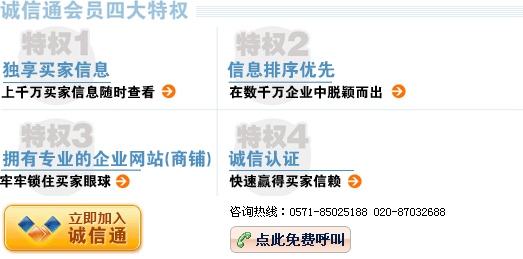 诚信通会员四大特权
特权1
独享买家信息
上千万买家信息随时查看
特权2
信息排序优先
在数千万企业中脱颖而出
特权3
拥有专业的企业网站(商铺)
牢牢锁住买家眼球
特权4
诚信认证
快速赢得买家信赖
立即加入
诚信通
咨询热线：0571-85025188 020-87032688
点此免费呼叫